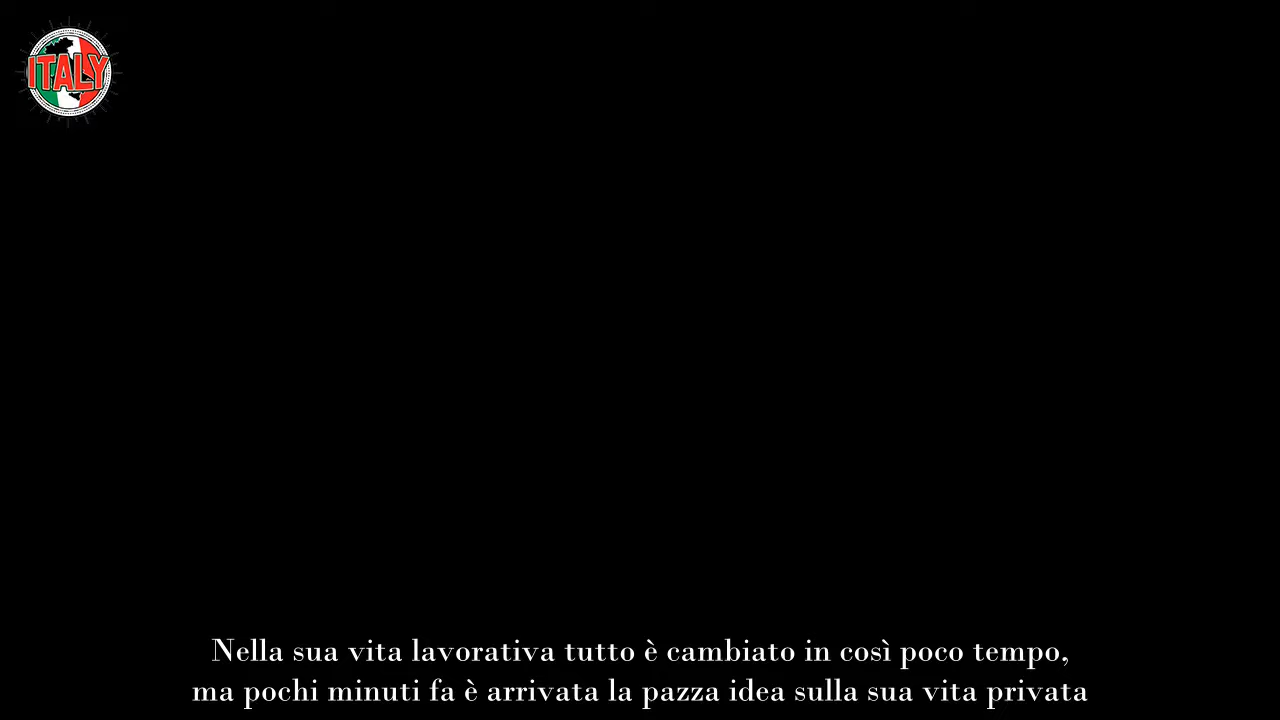 ITALY
Nella sua vita lavorativa tutto è cambiato in così poco tempo,
ma pochi minuti fa è arrivata la pazza idea sulla sua vita privata